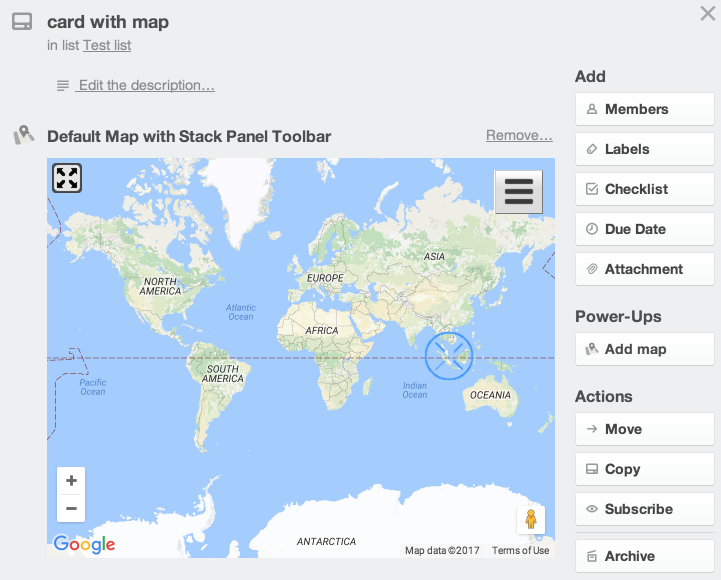 card with map
in list Test list
Edit the description…
Default Map with Stack Panel Toolbar
Remove…
ASIA
NORTH
AMERICA
EUROPE
Atlantic
Ocean
AFRICA
SOUTH
AMERICA
Pacific
Ocean
Indian
Ocean
OCEANIA
+
−
Google
ANTARCTICA
Map data ©2017
Terms of Use
Add
Members
Labels
Checklist
Due Date
Attachment
Power-Ups
Add map
Actions
Move
Copy
Subscribe
Archive